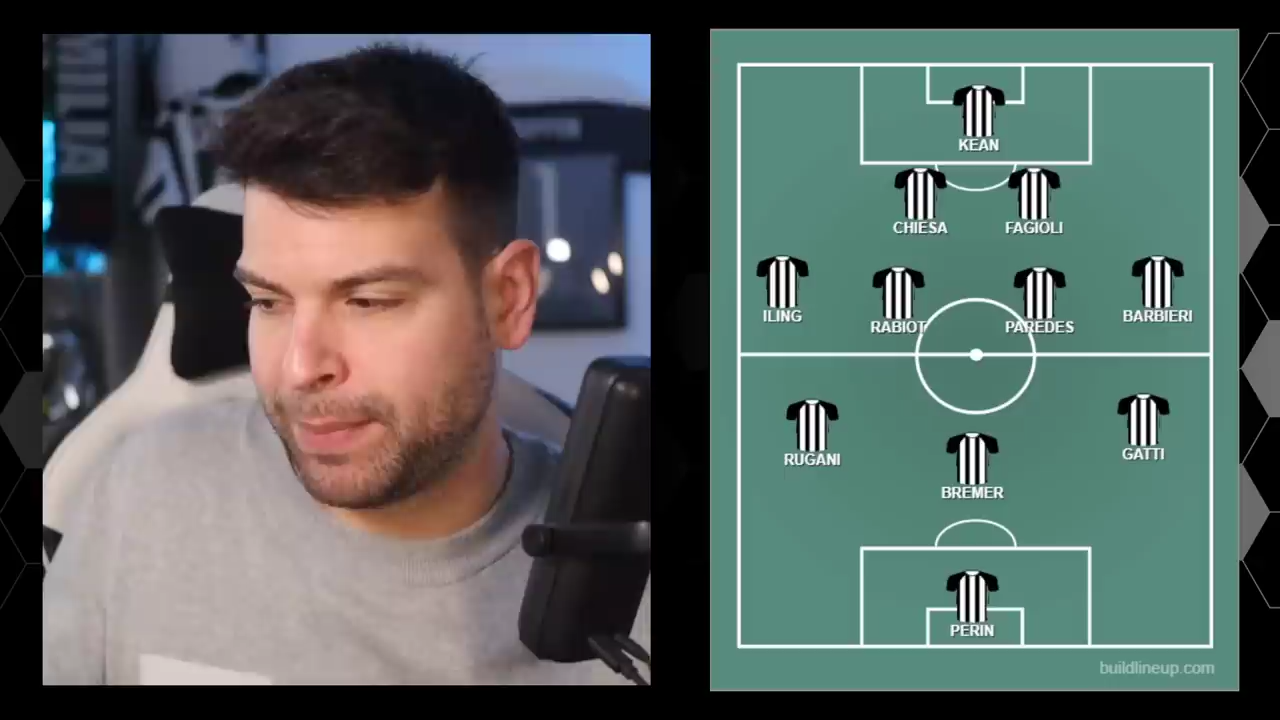 KEAN
CHIESA
FAGIOLI
ILING
RABIOT
PAREDES
BARBIERI
RUGANI
BREMER
GATTI
PERIN
buildlineup.com